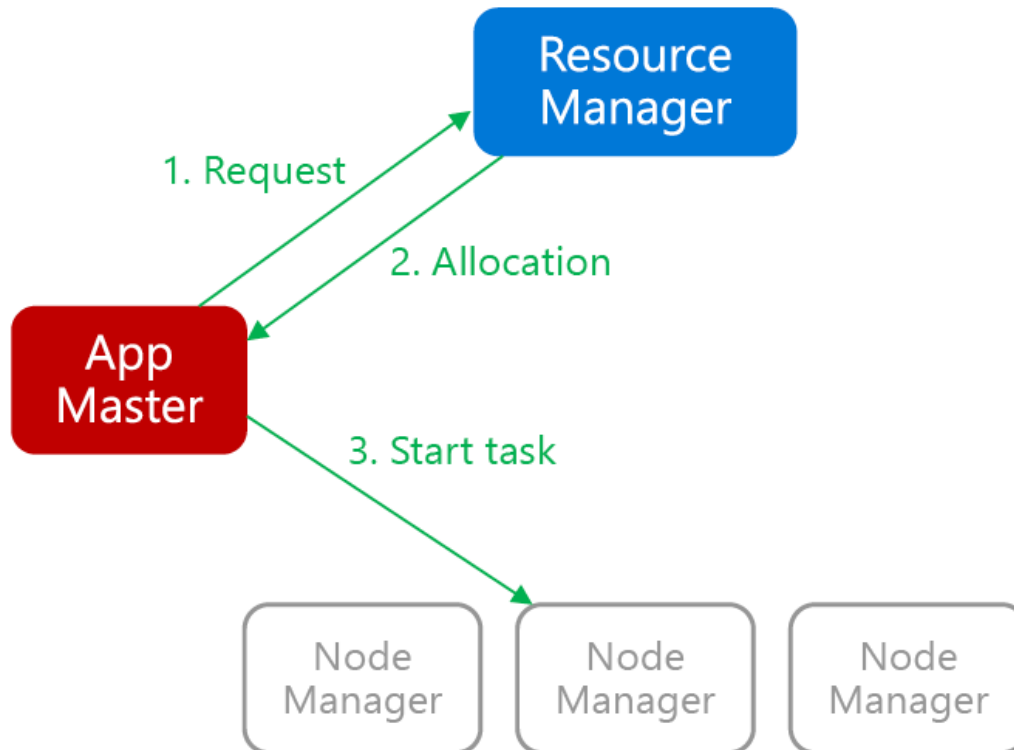 Resource
Manager
1. Request
2. Allocation
App
Master
3. Start task
Node
Manager
Node
Manager
Node
Manager